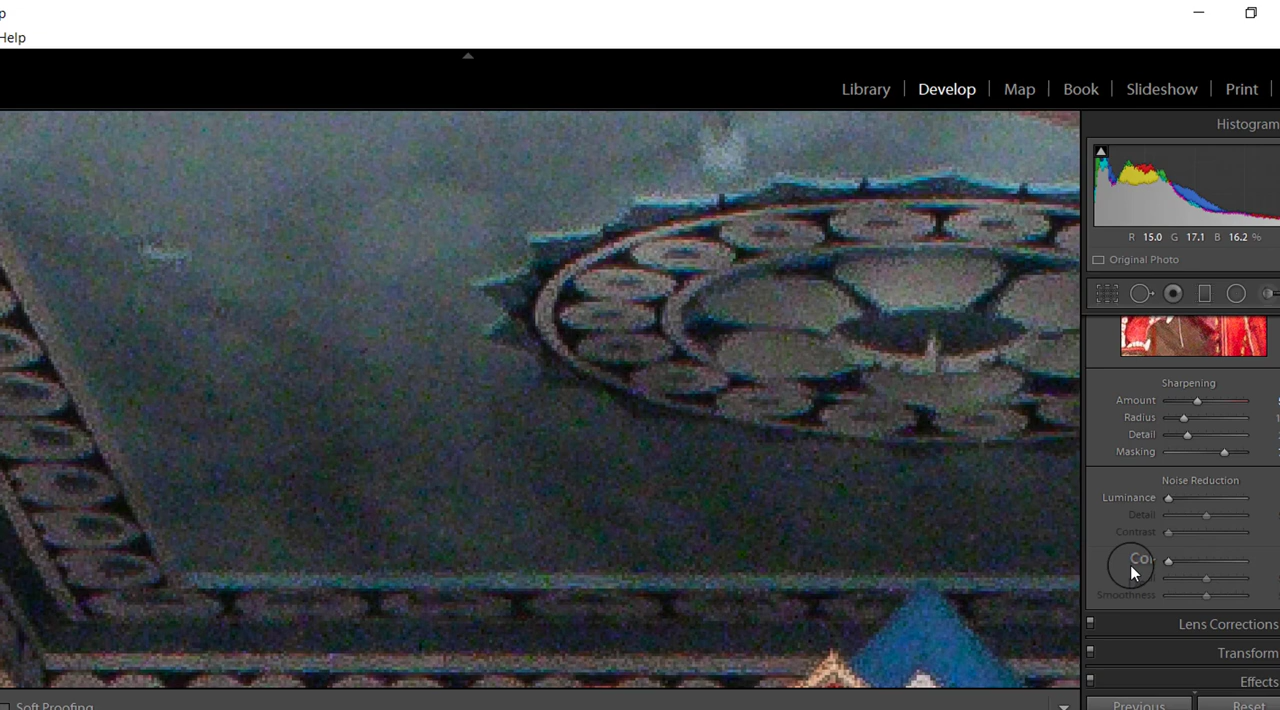 Help
Library | Develop | Map | Book | Slideshow | Print |
Histogram
R 15.0 G 17.1 B 16.2 %
Original Photo
Sharpening
Amount
Radius
Detail
Masking
Noise Reduction
Luminance
Detail
Contrast
Smoothness
Lens Corrections
Transform
Effects
Previous Reset
Soft Proofing